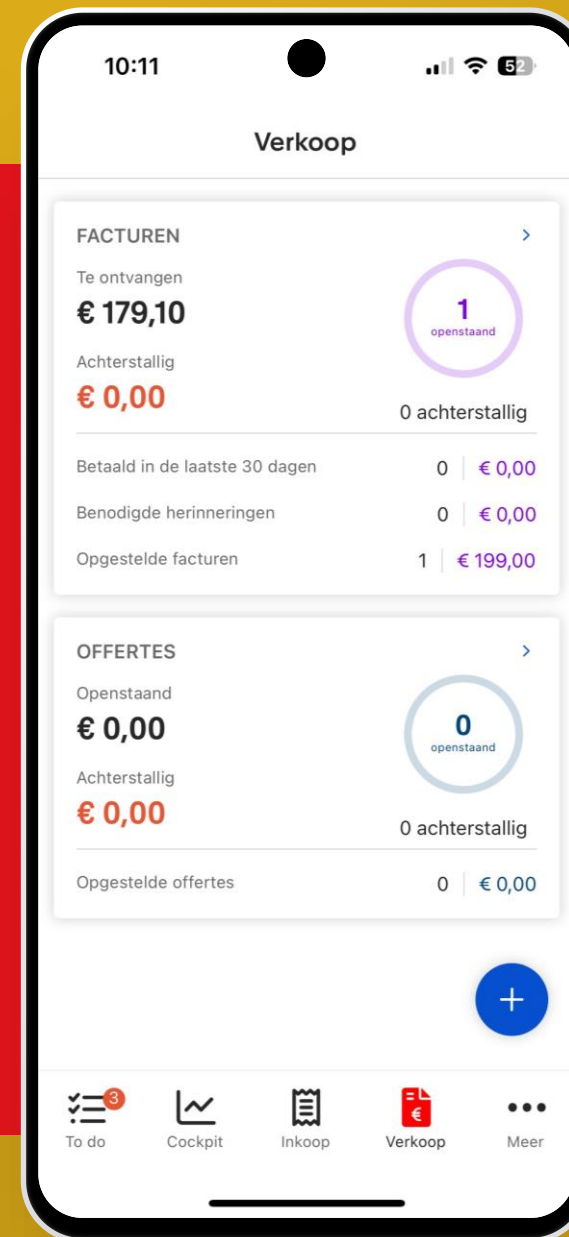 10:11
52
Verkoop
FACTUREN
Te ontvangen
€ 179,10
1
openstaand
Achterstallig
€ 0,00
0 achterstallig
Betaald in de laatste 30 dagen 0 € 0,00
Benodigde herinneringen 0 € 0,00
Opgestelde facturen 1 € 199,00
OFFERTES
Openstaand
€ 0,00
0
openstaand
Achterstallig
€ 0,00
0 achterstallig
Opgestelde offertes 0 € 0,00
+
3
€
To do Cockpit Inkoop Verkoop Meer